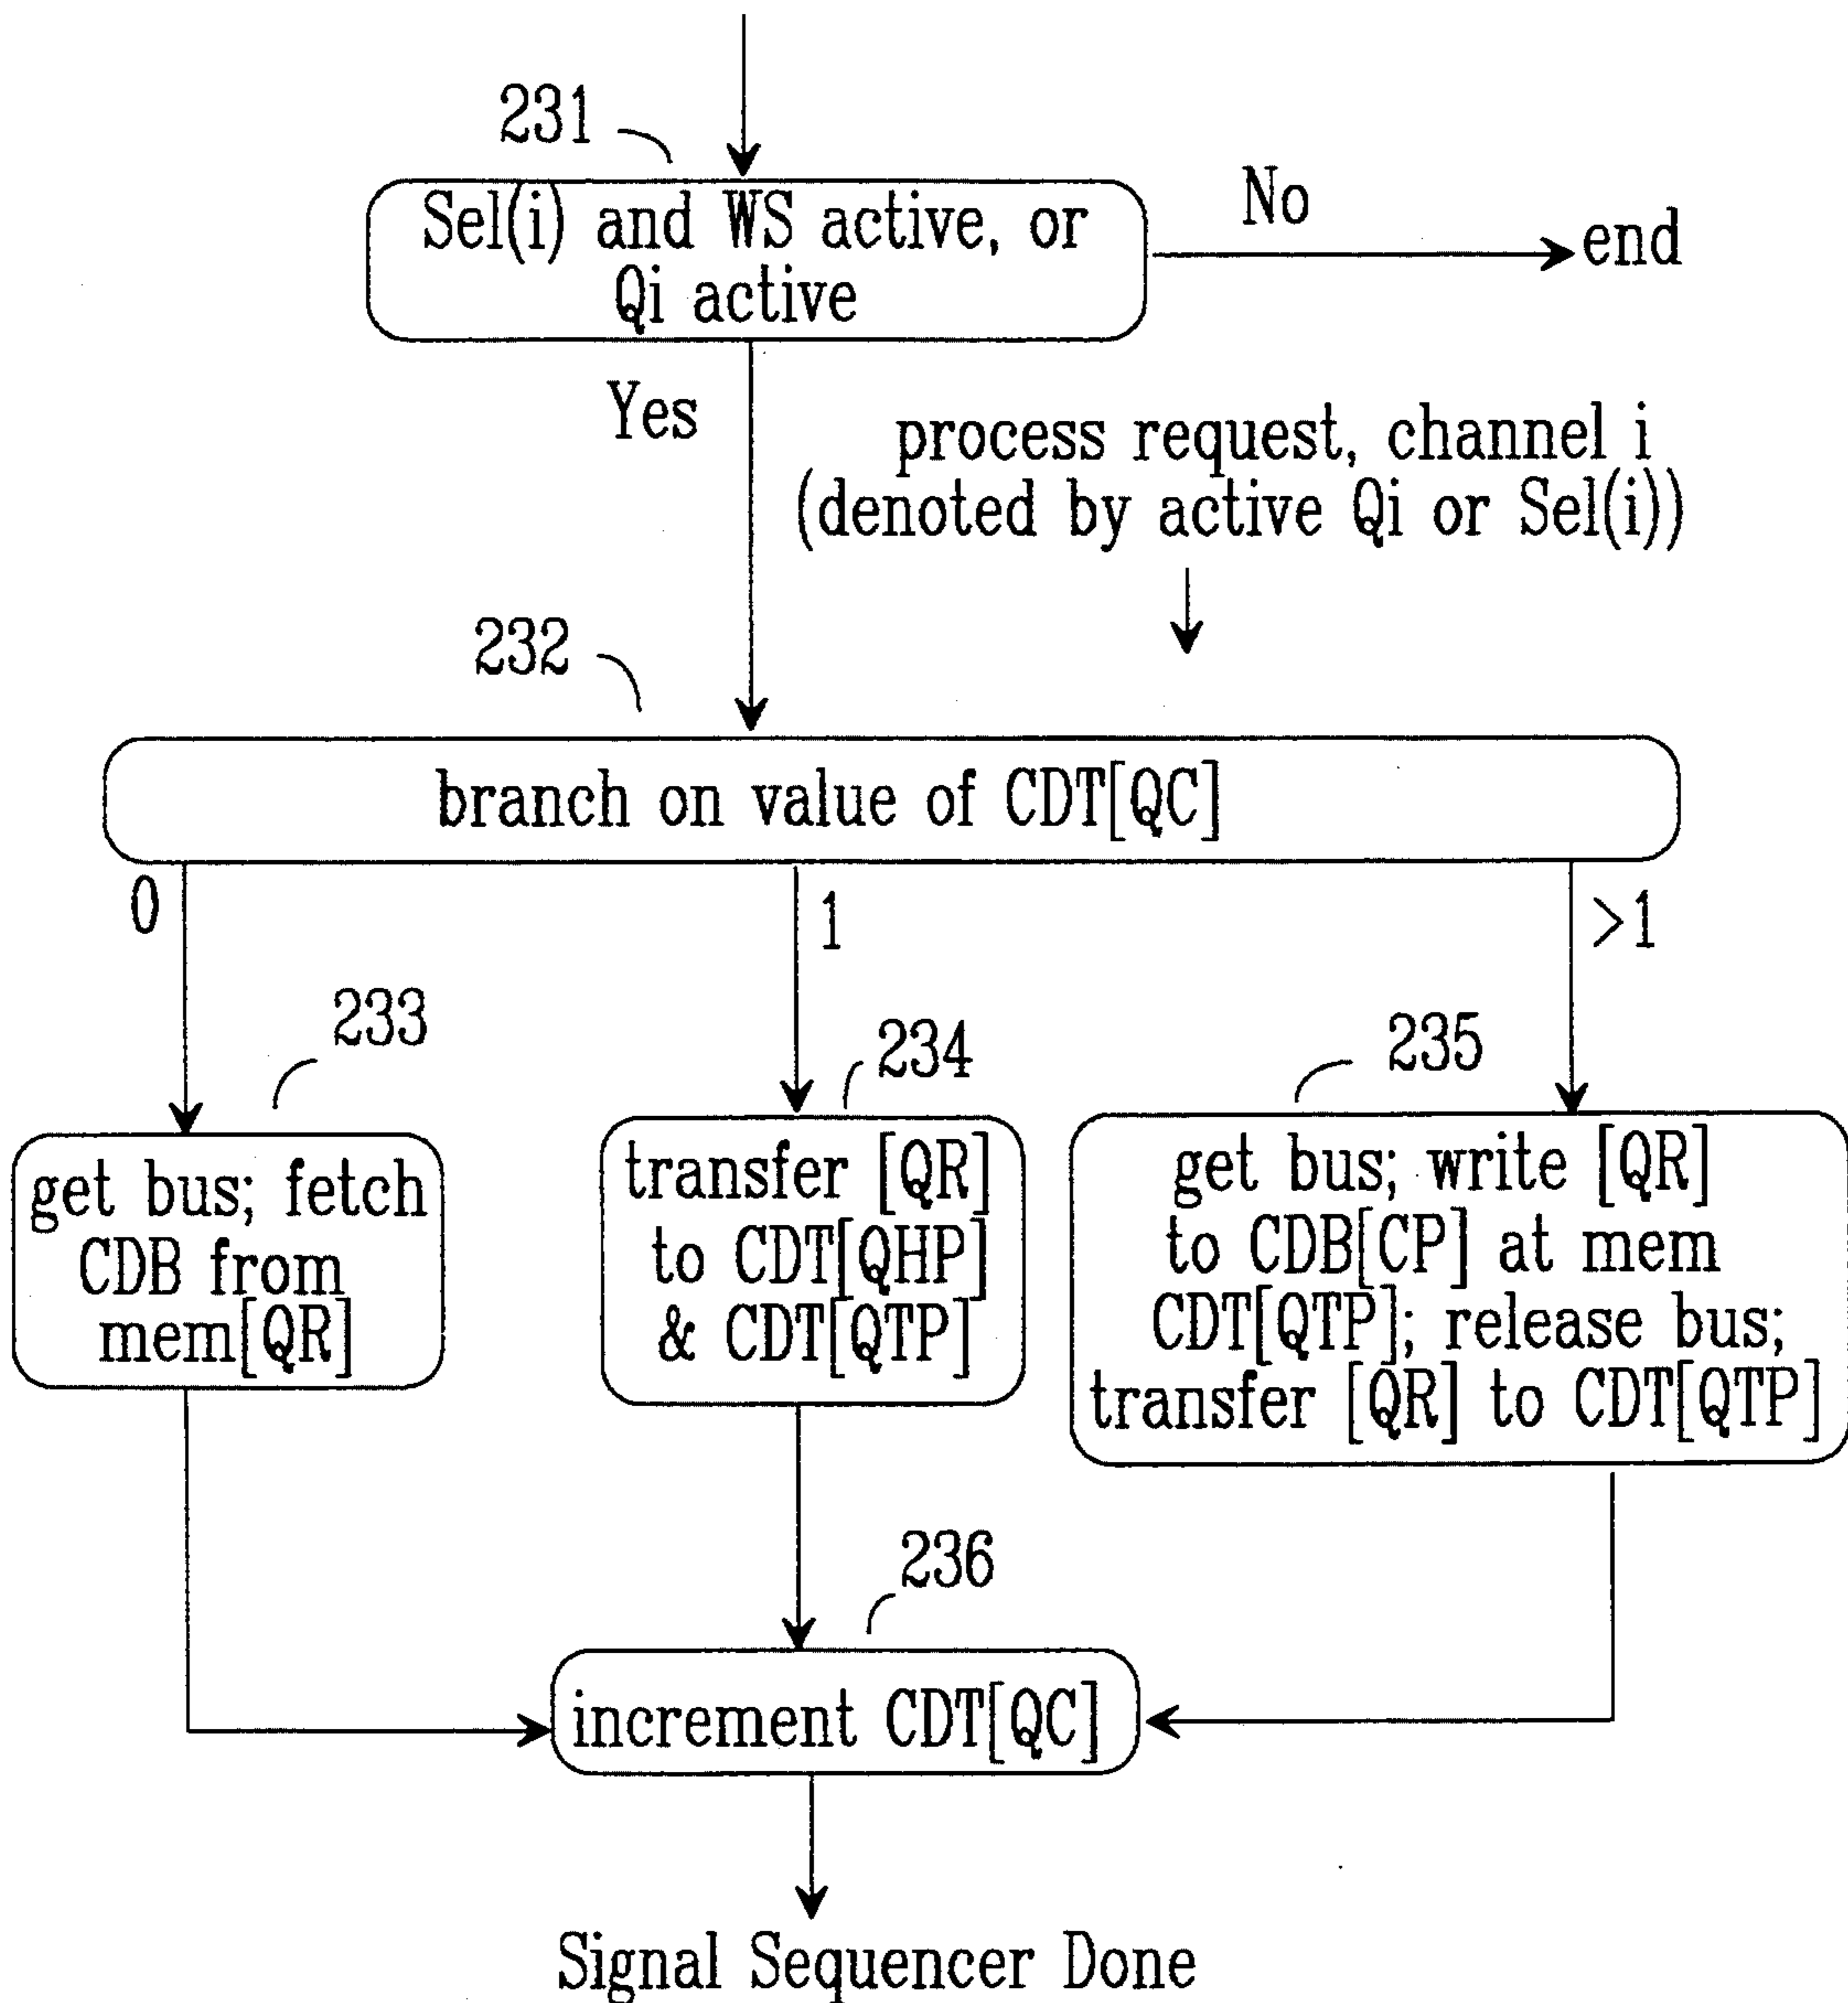 231
Sel(i) and WS active, or
Qi active
No
end
Yes
process request, channel i
(denoted by active Qi or Sel(i))
232
branch on value of CDT[QC]
0
1
>1
233
234
235
get bus; fetch
CDB from
mem[QR]
transfer [QR]
to CDT[QHP]
& CDT[QTP]
get bus; write [QR]
to CDB[CP] at mem
CDT[QTP]; release bus;
transfer [QR] to CDT[QTP]
236
increment CDT[QC]
Signal Sequencer Done